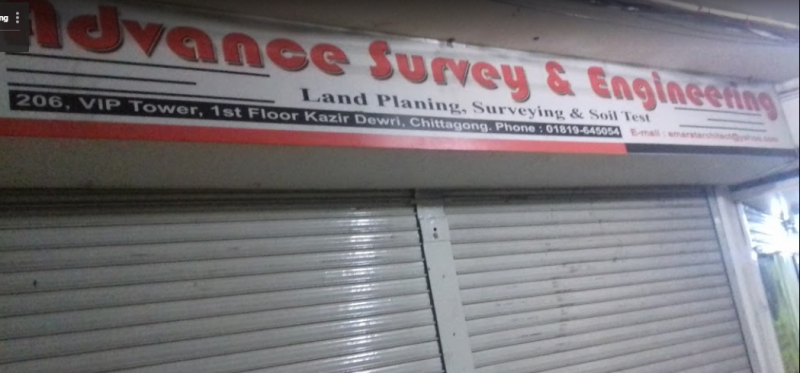 Advance Survey & Engineering
Land Planing, Surveying & Soil Test
206, VIP Tower, 1st Floor Kazir Dewri, Chittagong. Phone : 01819-645054
E-mail :